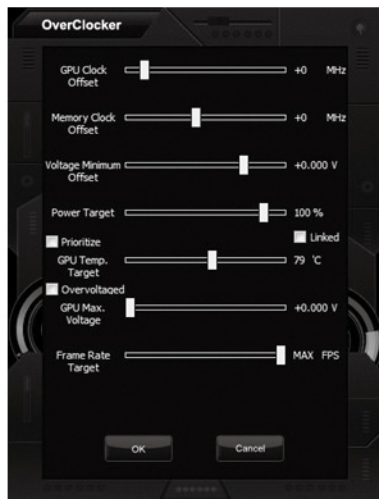 OverClocker
GPU Clock Offset +0 MHz
Memory Clock Offset +0 MHz
Voltage Minimum Offset +0.000 V
Power Target 100 %
Prioritize Linked
GPU Temp. Target 79 °C
Overvoltaged
GPU Max. Voltage +0.000 V
Frame Rate Target MAX FPS
OK Cancel